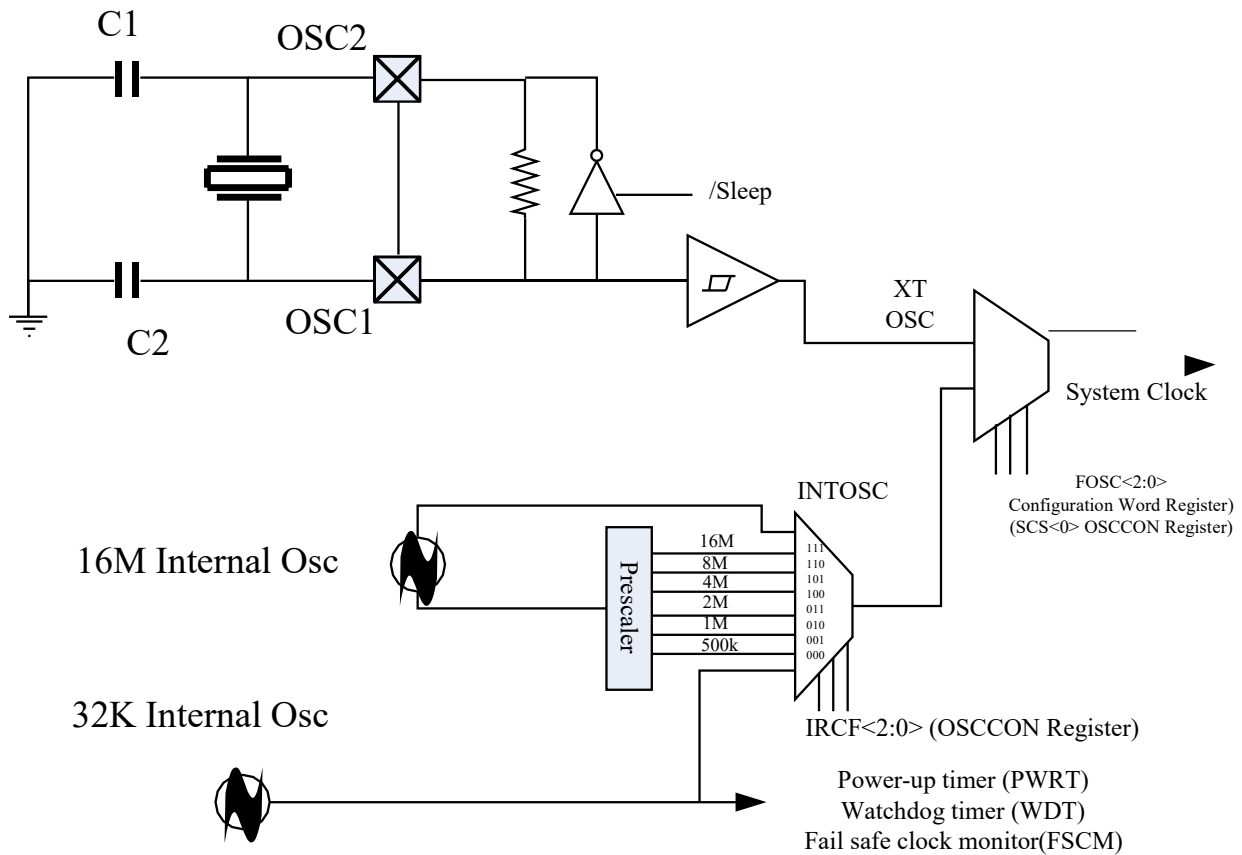 C1
OSC2
/Sleep
OSC1
C2
XT
OSC
System Clock
FOSC<2:0>
Configuration Word Register)
(SCS<0> OSCCON Register)
INTOSC
16M Internal Osc
Prescaler
16M
8M
4M
2M
1M
500k
111
110
101
100
011
010
001
000
32K Internal Osc
IRCF<2:0> (OSCCON Register)
Power-up timer (PWRT)
Watchdog timer (WDT)
Fail safe clock monitor(FSCM)